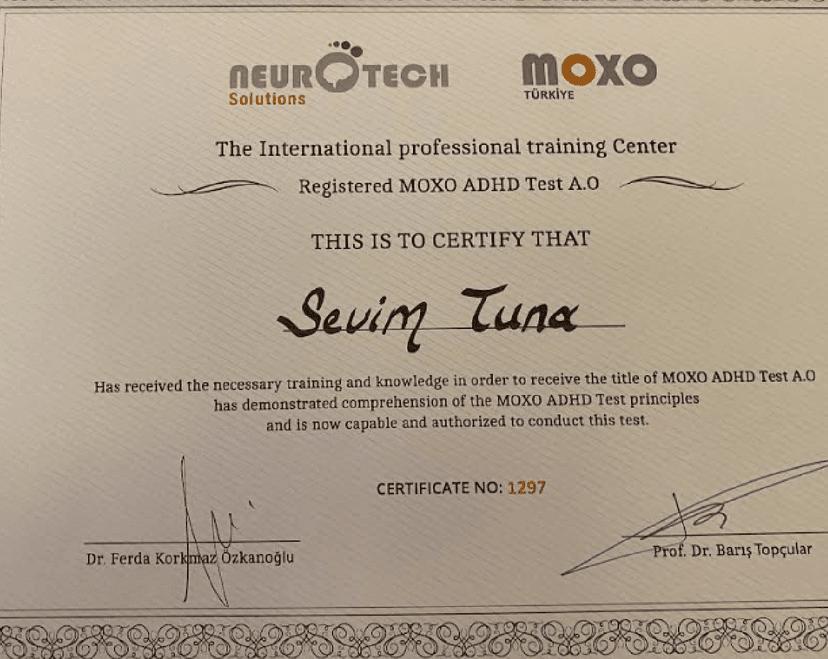 NEUROTECH
Solutions
MOXO
TÜRKİYE
The International professional training Center
Registered MOXO ADHD Test A.O
THIS IS TO CERTIFY THAT
Sevim Tuna
Has received the necessary training and knowledge in order to receive the title of MOXO ADHD Test A.O
has demonstrated comprehension of the MOXO ADHD Test principles
and is now capable and authorized to conduct this test.
CERTIFICATE NO: 1297
Dr. Ferda Korkmaz Özkanoğlu
Prof. Dr. Barış Topçular